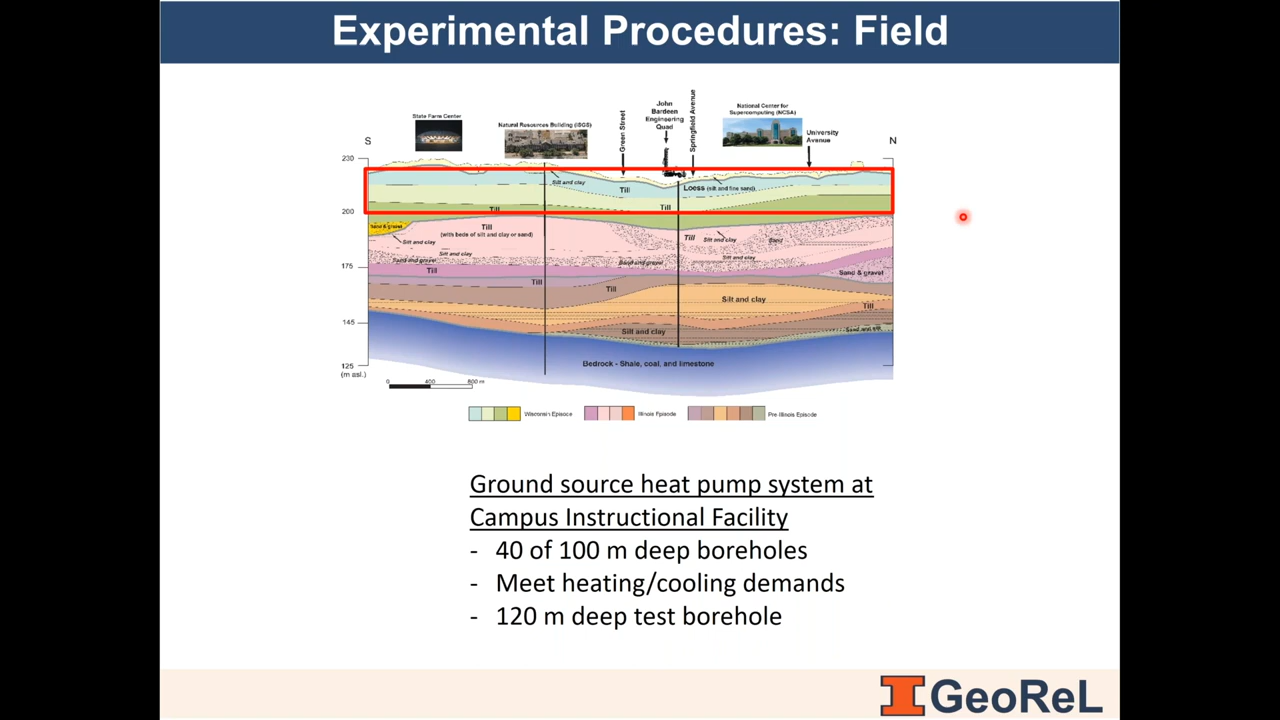 Experimental Procedures: Field
State Farm Center
Natural Resources Building (ISGS)
Green Street
John
Bardeen
Engineering
Quad
Springfield Avenue
National Center for
Supercomputing (NCSA)
University
Avenue
S
N
230
Silt and clay
Till
Loess (silt and fine sand)
Till
Till
200
Sand & gravel
Till
(with beds of silt and clay or sand)
Till
Silt and clay
Sand
Silt and clay
Silt and clay
Silt and clay
Sand and gravel
Sand and gravel
175
Till
Sand & gravel
Till
Till
Silt and clay
Till
145
Silt and clay
125
(m asl.)
Bedrock - Shale, coal, and limestone
0 400 800 m
Wisconsin Episode
Illinois Episode
Pre Illinois Episode
Ground source heat pump system at
Campus Instructional Facility
- 40 of 100 m deep boreholes
- Meet heating/cooling demands
- 120 m deep test borehole
I GeoReL